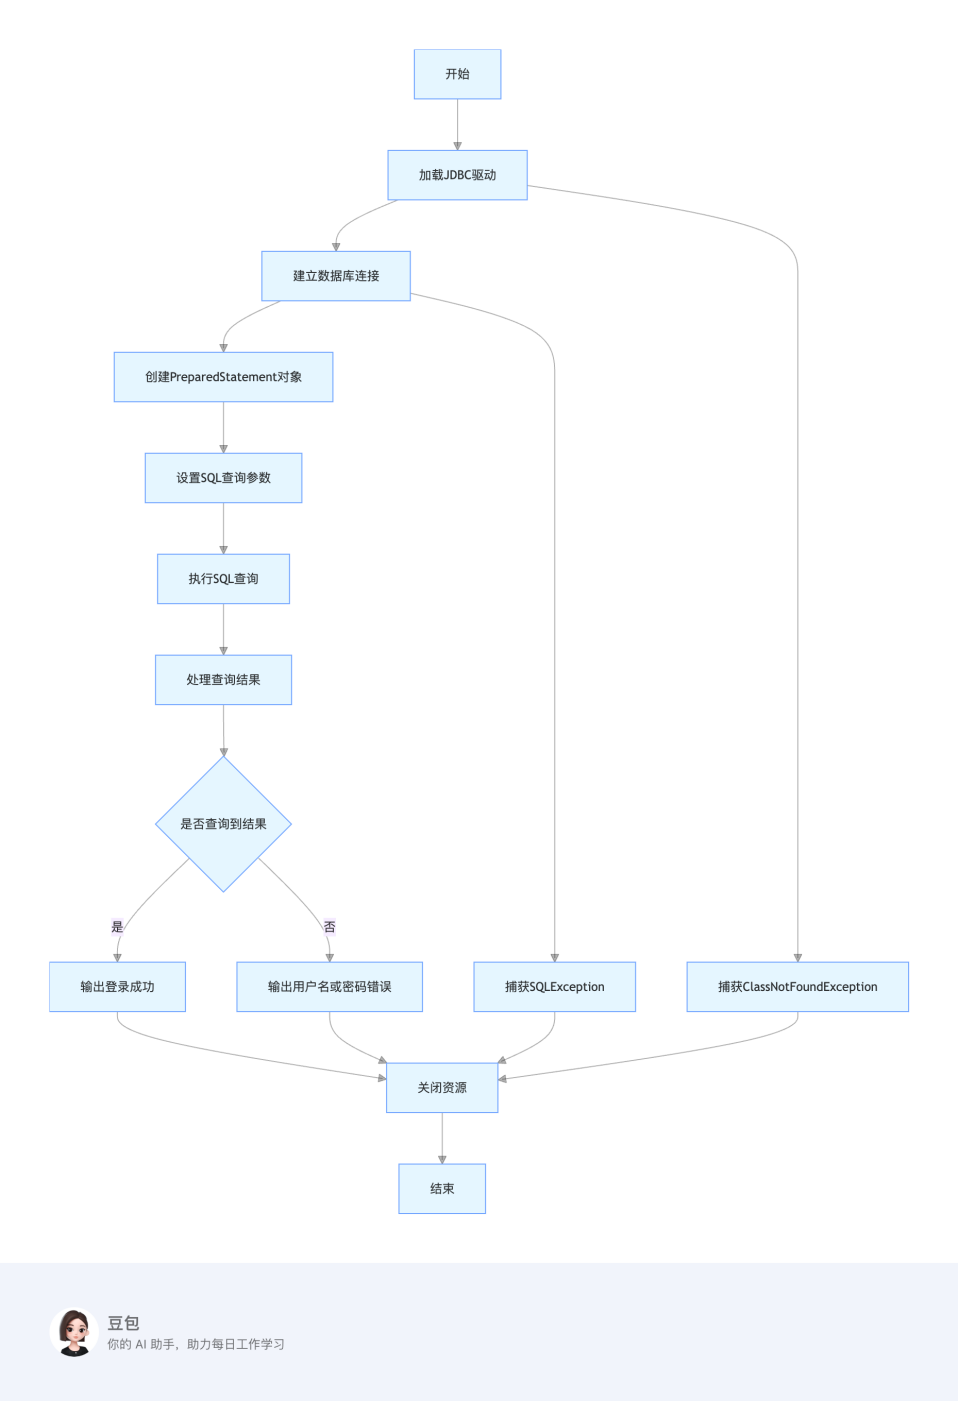 开始
加载JDBC驱动
建立数据库连接
创建PreparedStatement对象
设置SQL查询参数
执行SQL查询
处理查询结果
是否查询到结果
是
否
输出登录成功
输出用户名或密码错误
捕获SQLException
捕获ClassNotFoundException
关闭资源
结束
豆包
你的 AI 助手，助力每日工作学习